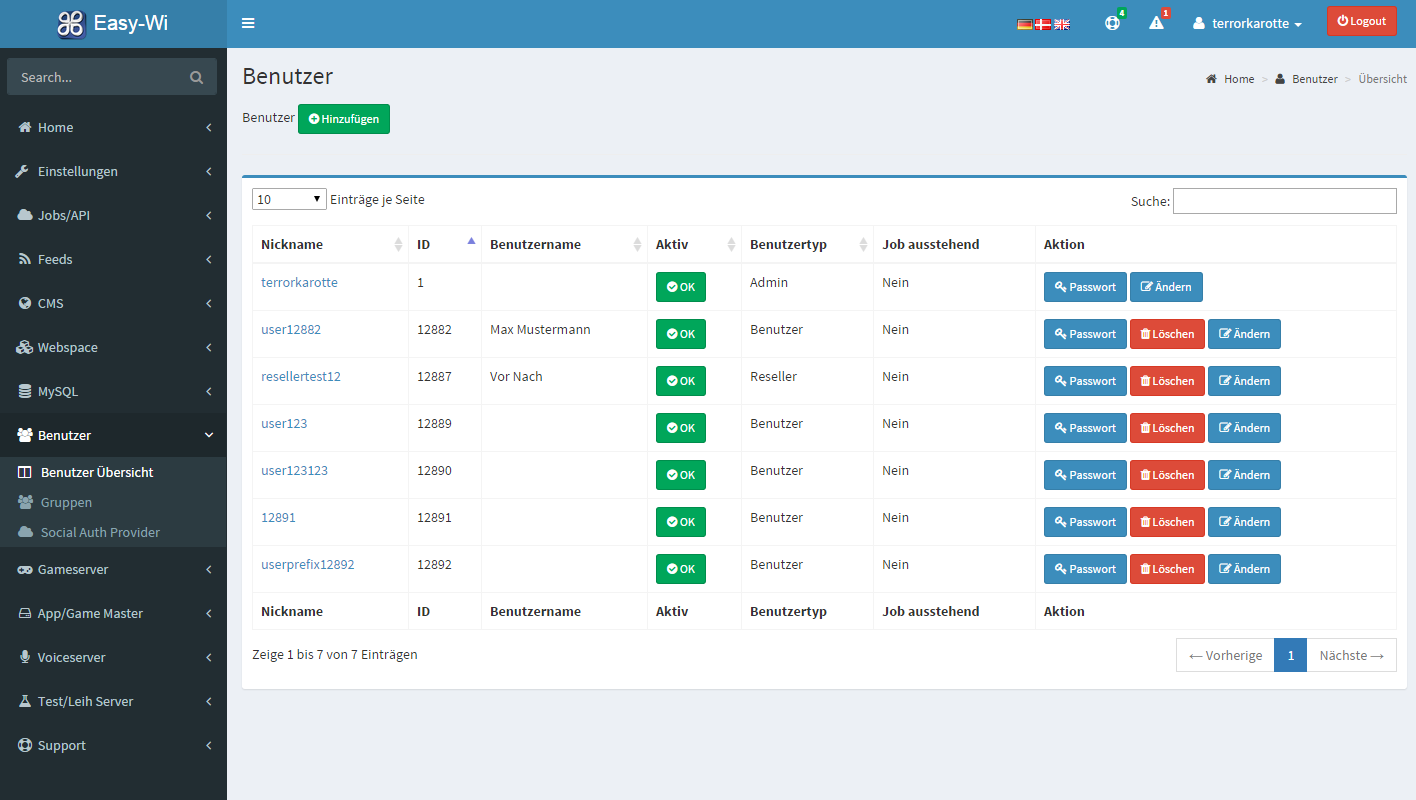 Easy-Wi
4
1
terrorkarotte
Logout
Search...
Home
Einstellungen
Jobs/API
Feeds
CMS
Webspace
MySQL
Benutzer
Benutzer Übersicht
Gruppen
Social Auth Provider
Gameserver
App/Game Master
Voiceserver
Test/Leih Server
Support
Benutzer
Home > Benutzer > Übersicht
Benutzer Hinzufügen
10 Einträge je Seite
Suche:
Nickname ID Benutzername Aktiv Benutzertyp Job ausstehend Aktion
terrorkarotte 1 OK Admin Nein Passwort Ändern
user12882 12882 Max Mustermann OK Benutzer Nein Passwort Löschen Ändern
resellertest12 12887 Vor Nach OK Reseller Nein Passwort Löschen Ändern
user123 12889 OK Benutzer Nein Passwort Löschen Ändern
user123123 12890 OK Benutzer Nein Passwort Löschen Ändern
12891 12891 OK Benutzer Nein Passwort Löschen Ändern
userprefix12892 12892 OK Benutzer Nein Passwort Löschen Ändern
Nickname ID Benutzername Aktiv Benutzertyp Job ausstehend Aktion
Zeige 1 bis 7 von 7 Einträgen
← Vorherige 1 Nächste →